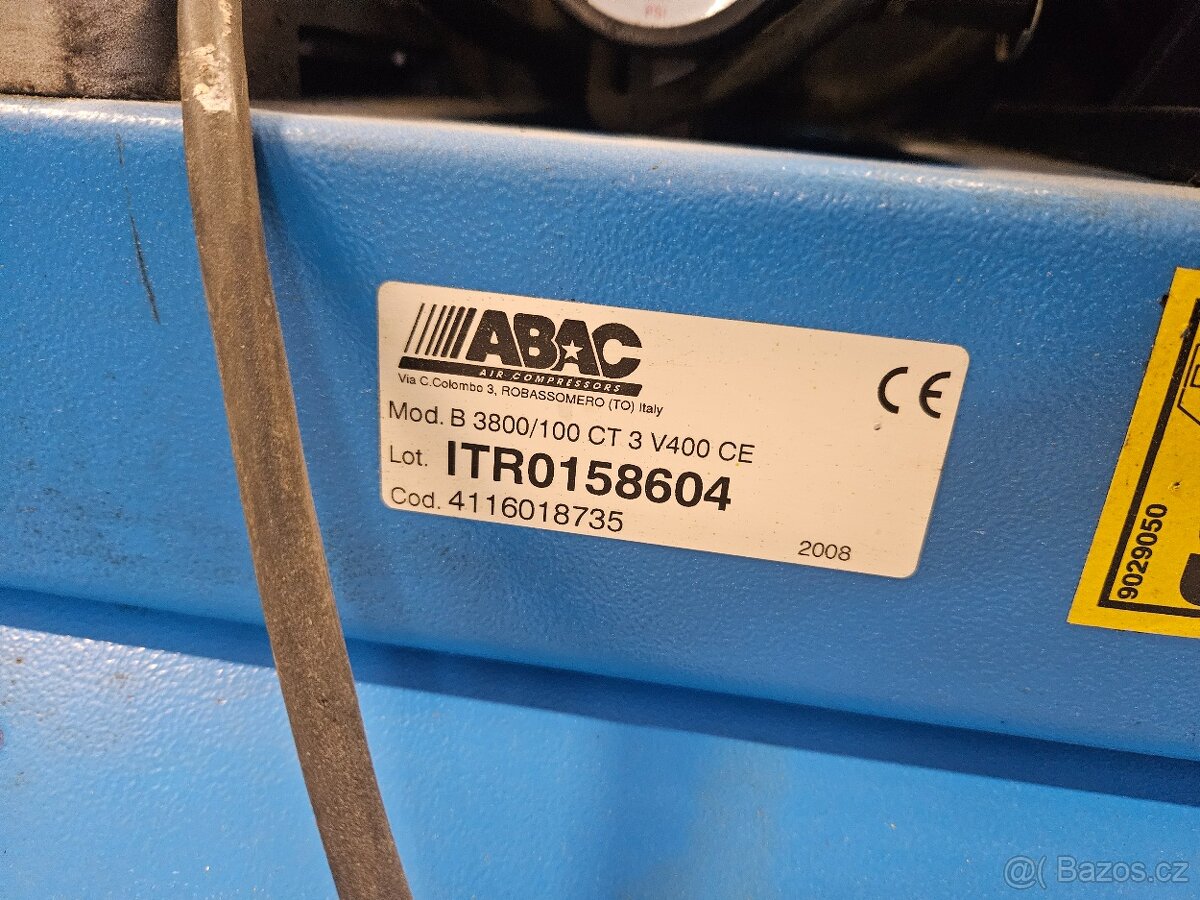 PSI
ABAC
AIR COMPRESSORS
Via C.Colombo 3, ROBASSOMERO (TO) Italy
CE
Mod. B 3800/100 CT 3 V400 CE
Lot. ITR0158604
Cod. 4116018735
2008
9029050
Bazos.cz